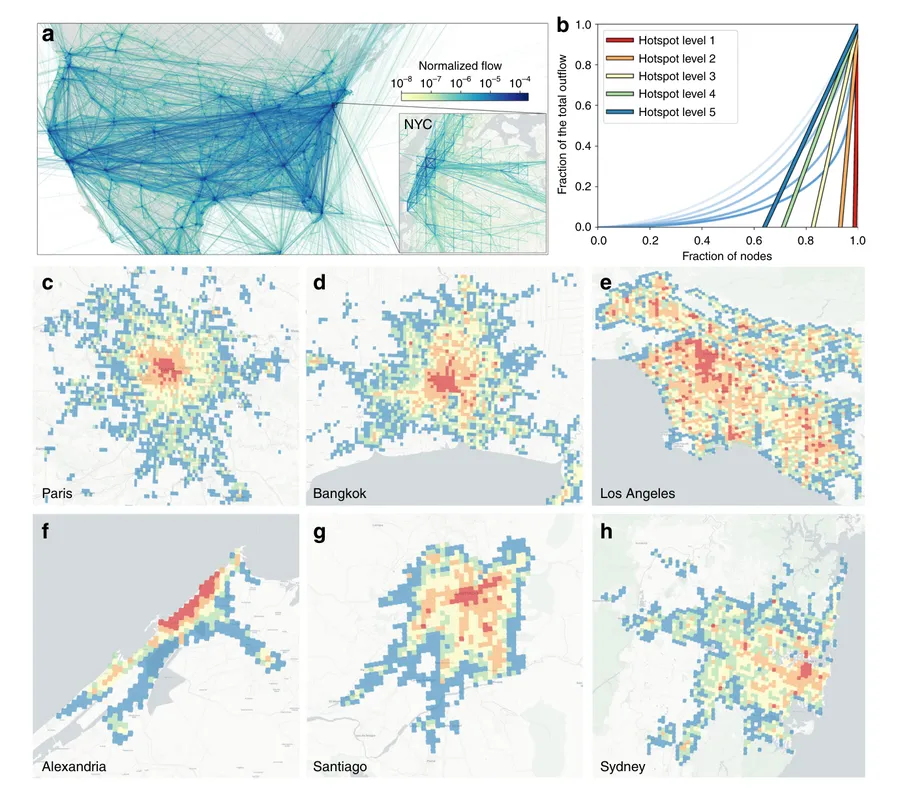 a
Normalized flow
10⁻⁸ 10⁻⁷ 10⁻⁶ 10⁻⁵ 10⁻⁴
NYC
b
Hotspot level 1
Hotspot level 2
Hotspot level 3
Hotspot level 4
Hotspot level 5
Fraction of the total outflow
1.0
0.8
0.6
0.4
0.2
0.0
0.0 0.2 0.4 0.6 0.8 1.0
Fraction of nodes
c
Paris
d
Bangkok
e
Los Angeles
f
Alexandria
g
Santiago
h
Sydney